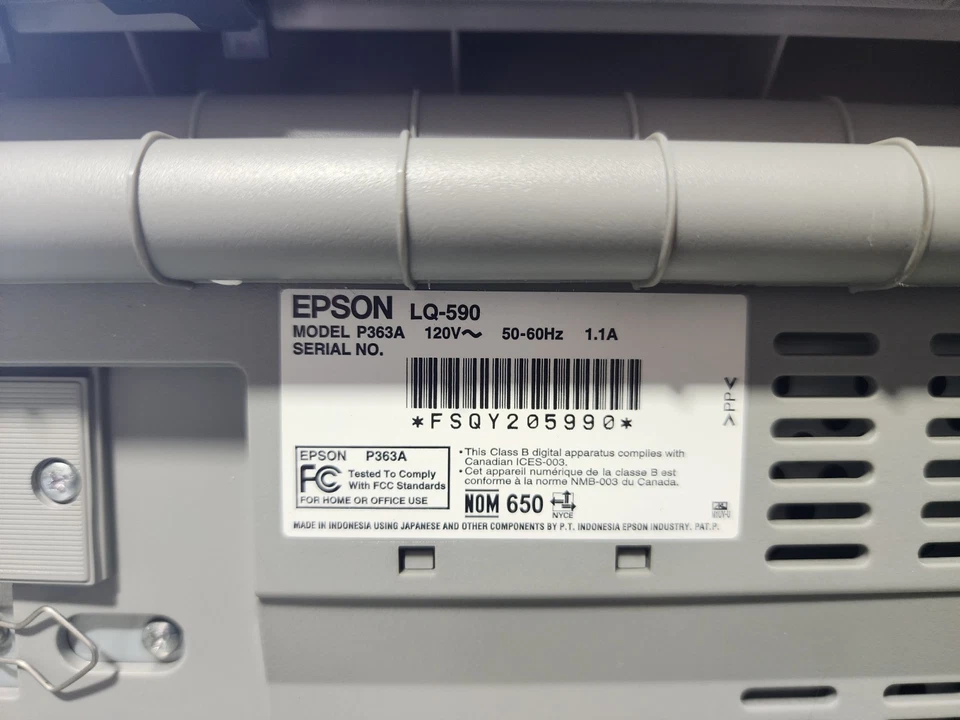 EPSON LQ-590
MODEL P363A 120V~ 50-60Hz 1.1A
SERIAL NO.
*FSQY205990*
>APP<
EPSON P363A
FC Tested To Comply
With FCC Standards
FOR HOME OR OFFICE USE
•This Class B digital apparatus complies with
Canadian ICES-003.
•Cet appareil numérique de la classe B est
conforme à la norme NMB-003 du Canada.
NOM 650 NYCE
MADE IN INDONESIA USING JAPANESE AND OTHER COMPONENTS BY P.T. INDONESIA EPSON INDUSTRY. PAT.P.